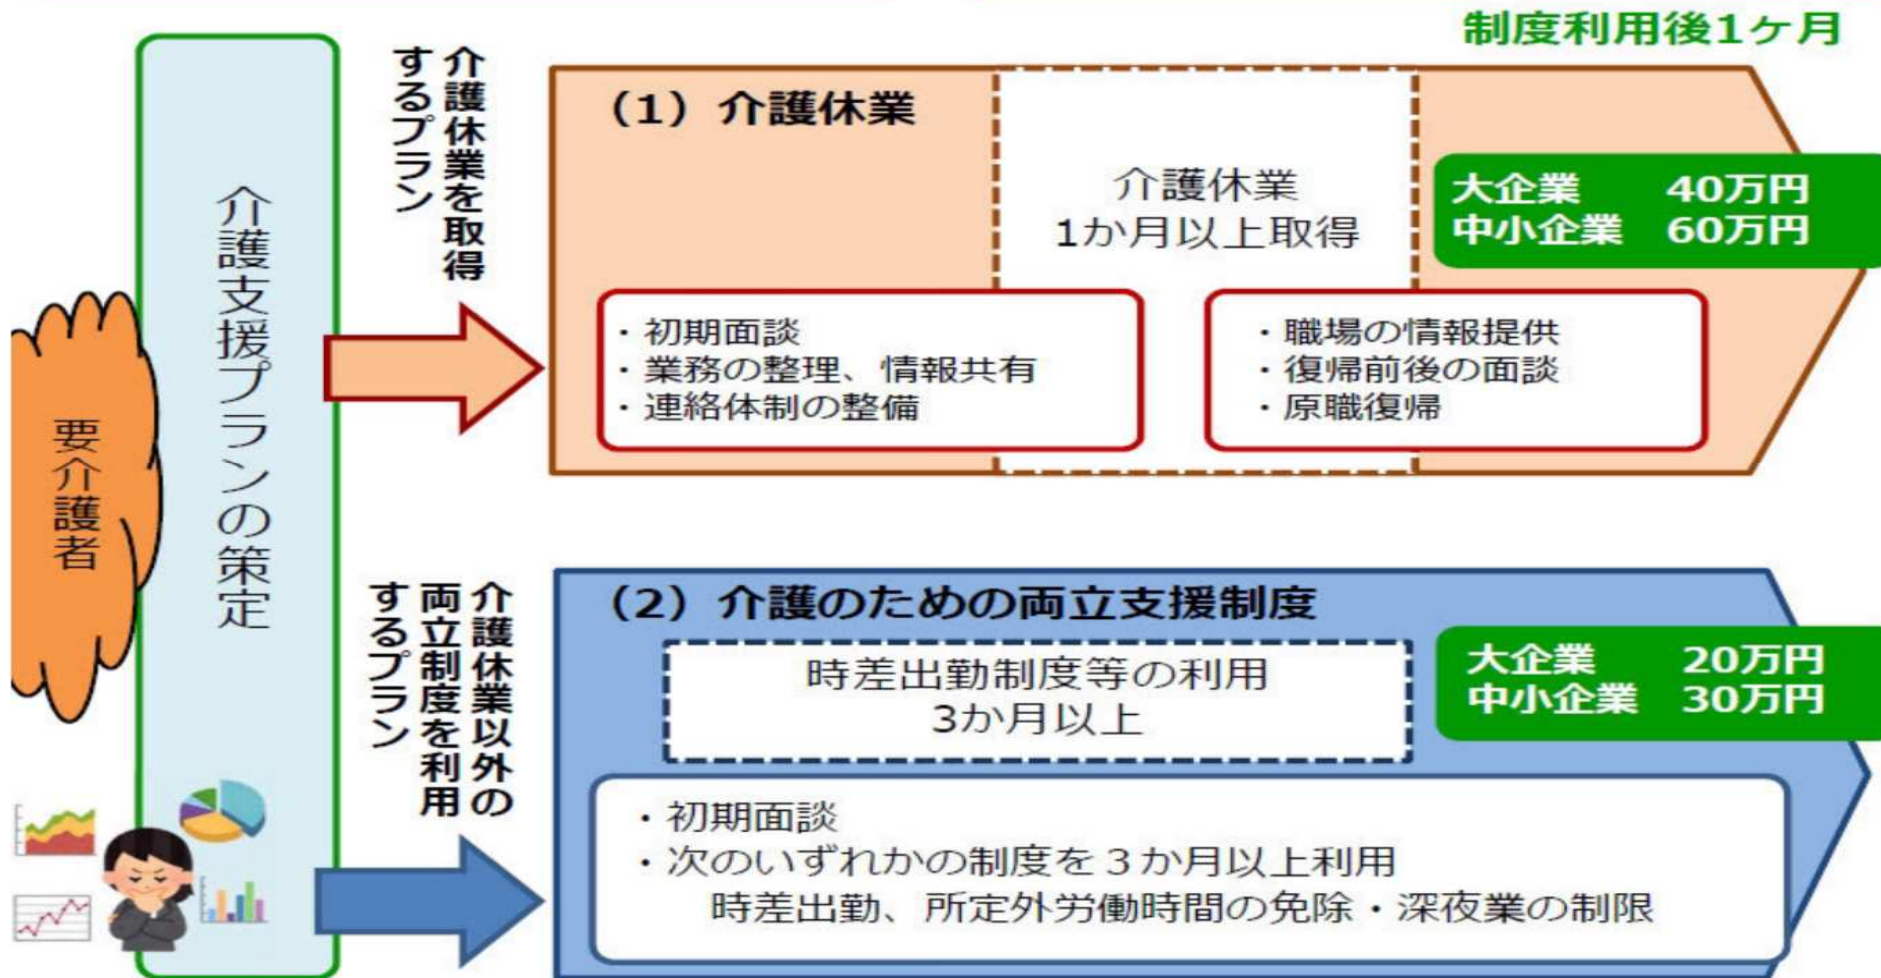 制度利用後1ケ月
要介護者
介護支援プランの策定
介護休業を取得
するプラン
(1) 介護休業
介護休業
1か月以上取得
大企業 40万円
中小企業 60万円
・初期面談
・業務の整理、情報共有
・連絡体制の整備
・職場の情報提供
・復帰前後の面談
・原職復帰
介護休業以外の
両立制度を利用
するプラン
(2) 介護のための両立支援制度
時差出勤制度等の利用
3か月以上
大企業 20万円
中小企業 30万円
・初期面談
・次のいずれかの制度を３か月以上利用
時差出勤、所定外労働時間の免除・深夜業の制限